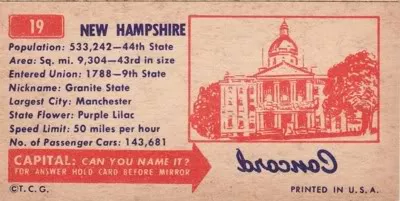 19
NEW HAMPSHIRE
Population: 533,242—44th State
Area: Sq. mi. 9,304—43rd in size
Entered Union: 1788—9th State
Nickname: Granite State
Largest City: Manchester
State Flower: Purple Lilac
Speed Limit: 50 miles per hour
No. of Passenger Cars: 143,681
CAPITAL: CAN YOU NAME IT?
FOR ANSWER HOLD CARD BEFORE MIRROR
Concord
©T.C.G.
PRINTED IN U.S.A.